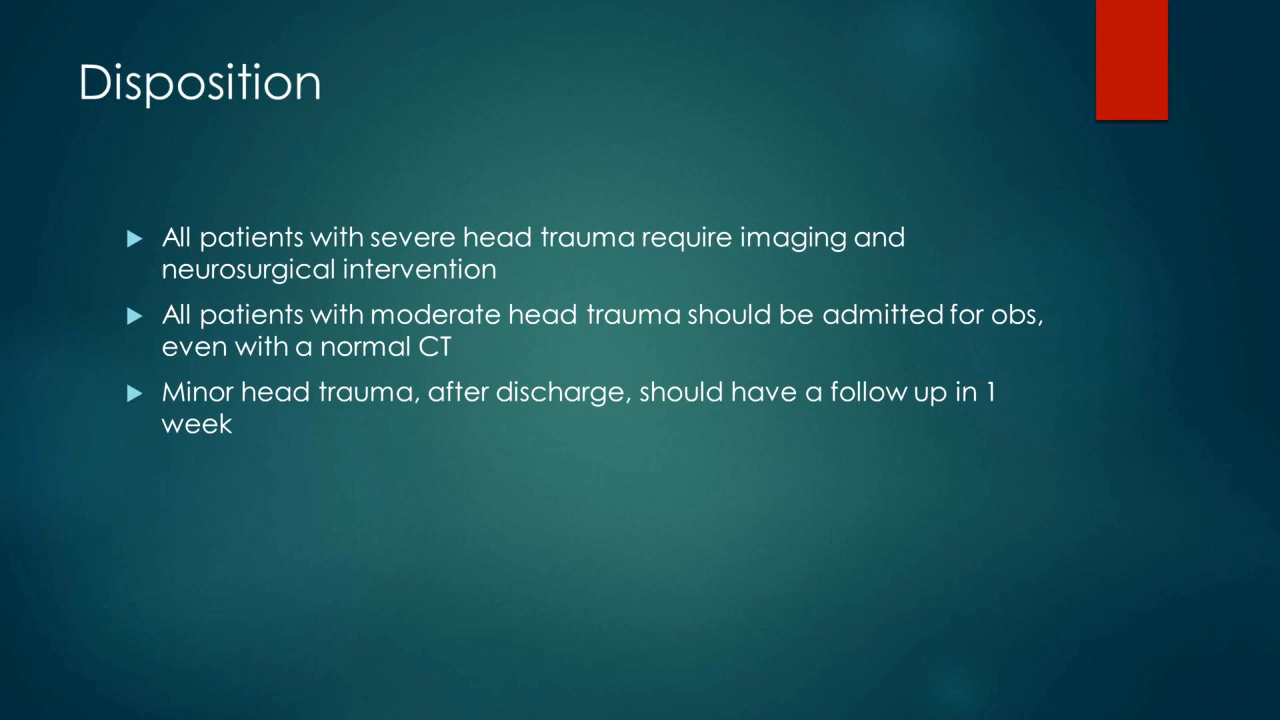 Disposition
All patients with severe head trauma require imaging and
neurosurgical intervention
All patients with moderate head trauma should be admitted for obs,
even with a normal CT
Minor head trauma, after discharge, should have a follow up in 1
week